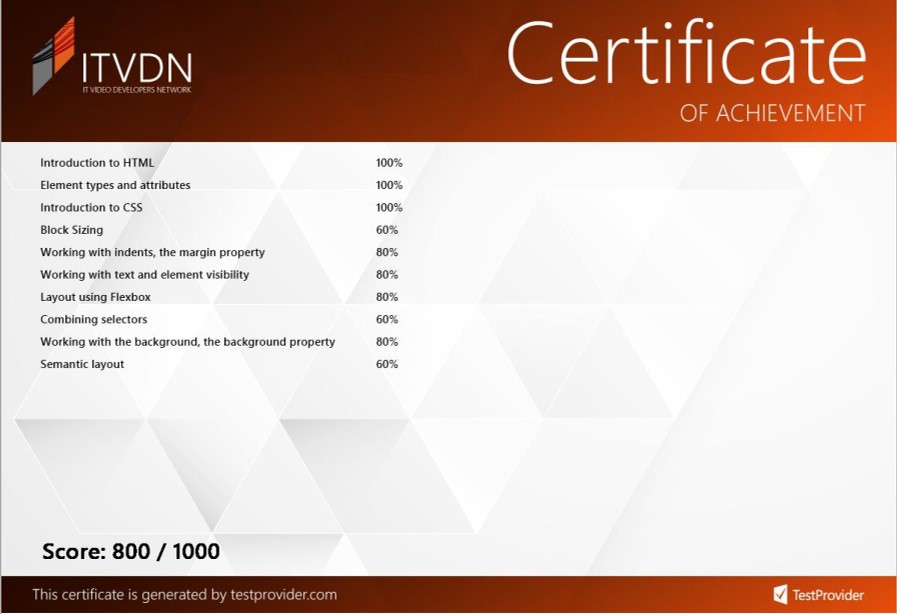 ITVDN
IT VIDEO DEVELOPERS NETWORK
Certificate
OF ACHIEVEMENT
Introduction to HTML 100%
Element types and attributes 100%
Introduction to CSS 100%
Block Sizing 60%
Working with indents, the margin property 80%
Working with text and element visibility 80%
Layout using Flexbox 80%
Combining selectors 60%
Working with the background, the background property 80%
Semantic layout 60%
Score: 800 / 1000
This certificate is generated by testprovider.com
TestProvider